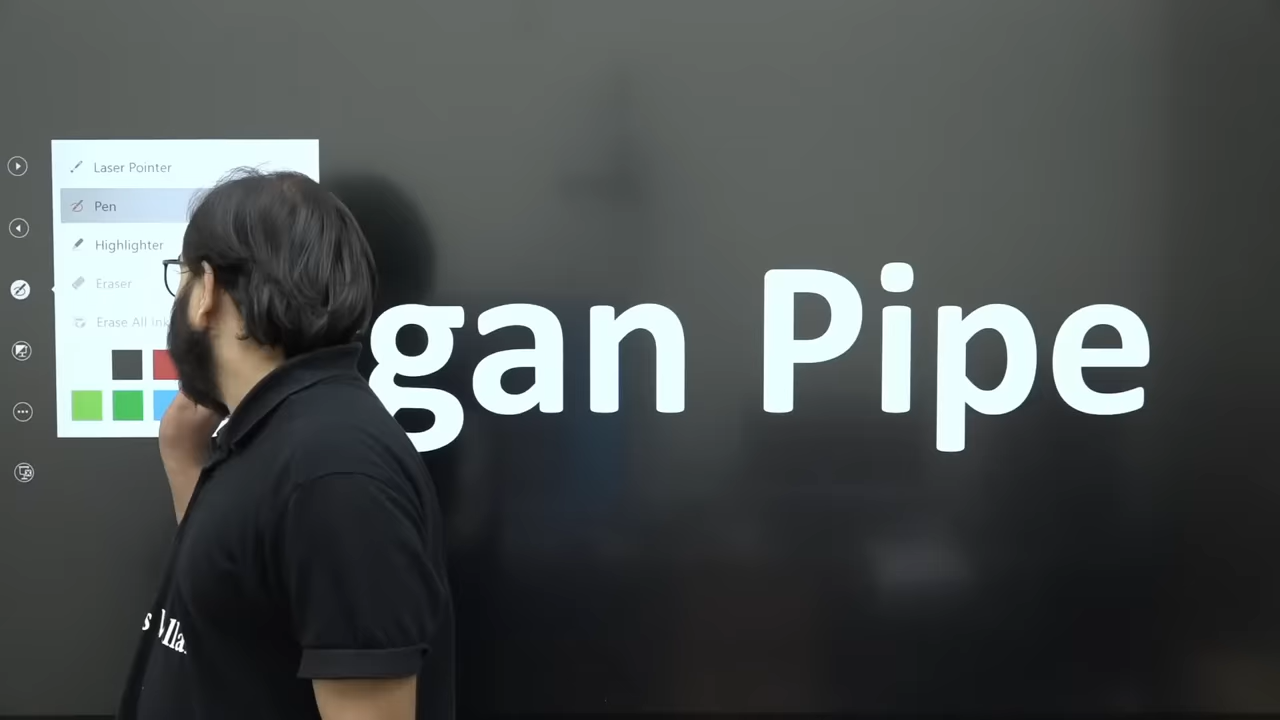 Laser Pointer
Pen
Highlighter
Eraser
Erase All Ink
gan Pipe